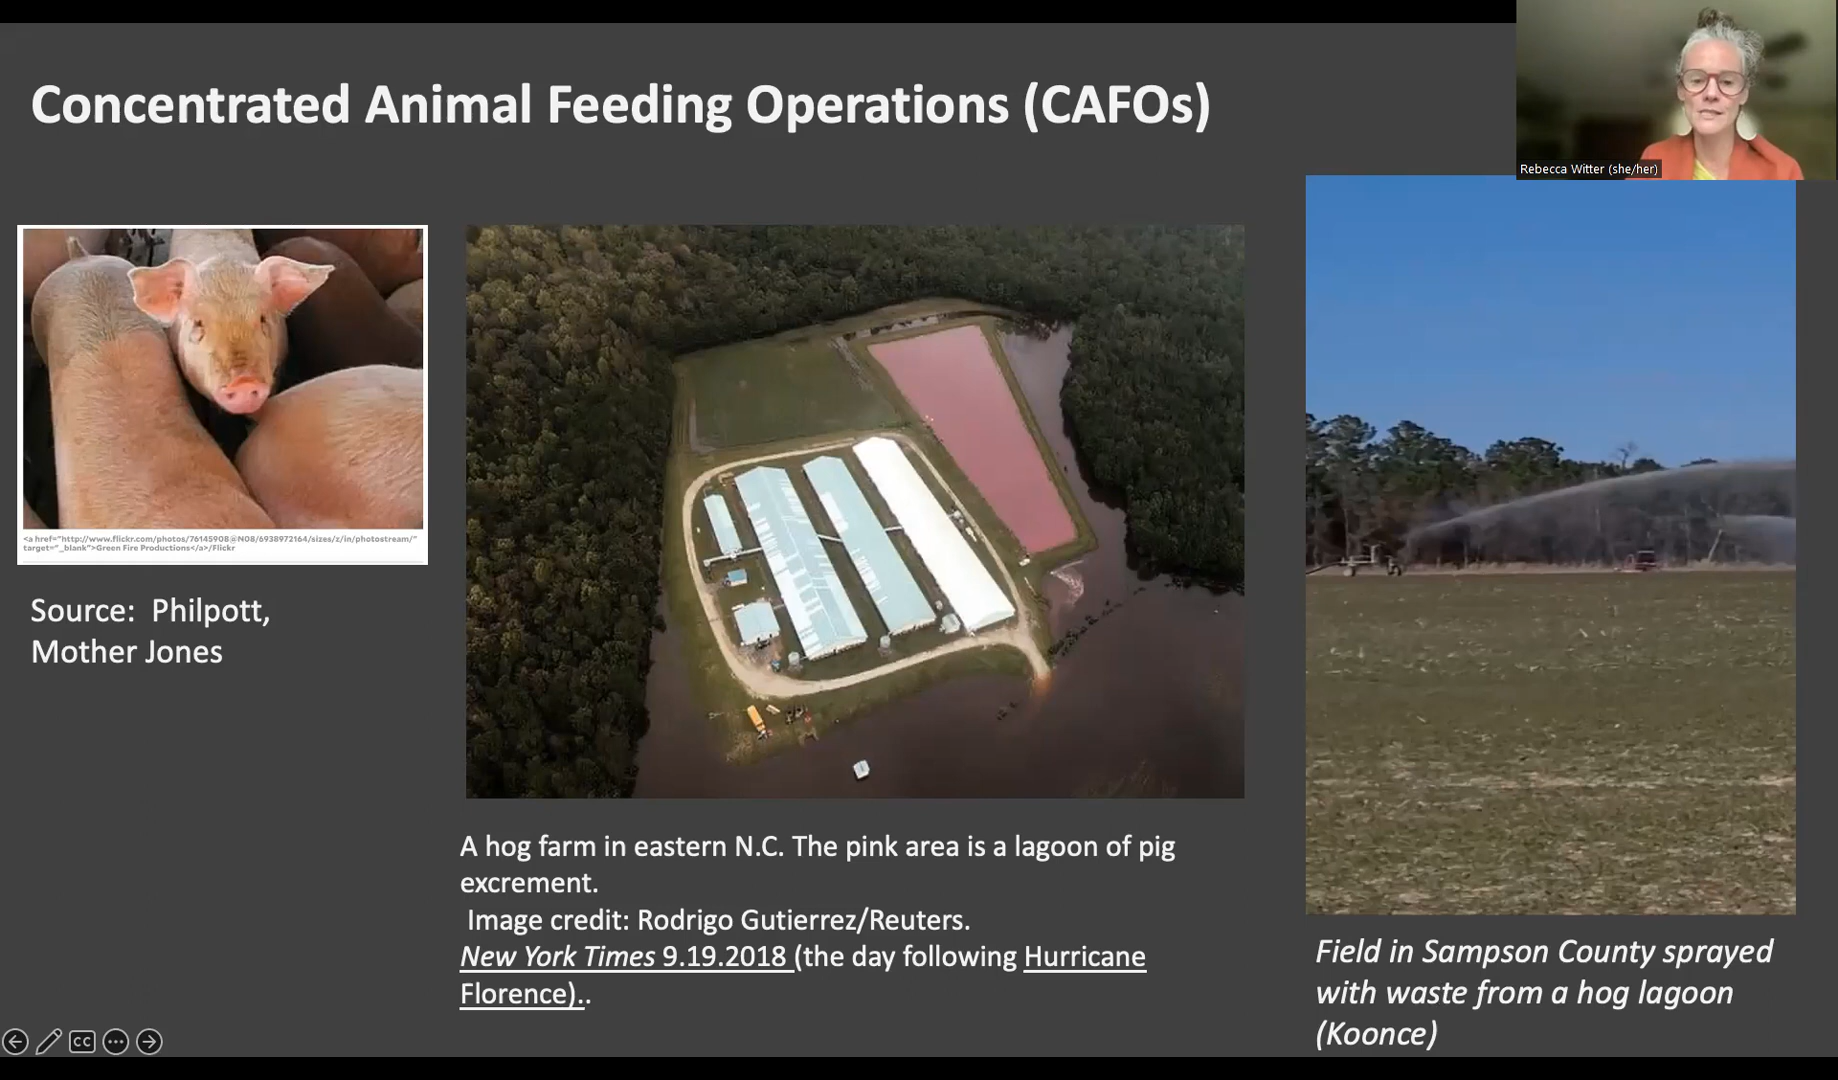 Concentrated Animal Feeding Operations (CAFOs)
Rebecca Witter (she/her)
<a href="http://www.flickr.com/photos/76145908@N08/6938972164/sizes/z/in/photostream/"
target="_blank">Green Fire Productions</a>/Flickr
Source:  Philpott,
Mother Jones
A hog farm in eastern N.C. The pink area is a lagoon of pig
excrement.
Image credit: Rodrigo Gutierrez/Reuters.
New York Times 9.19.2018 (the day following Hurricane
Florence)..
Field in Sampson County sprayed
with waste from a hog lagoon
(Koonce)
CC